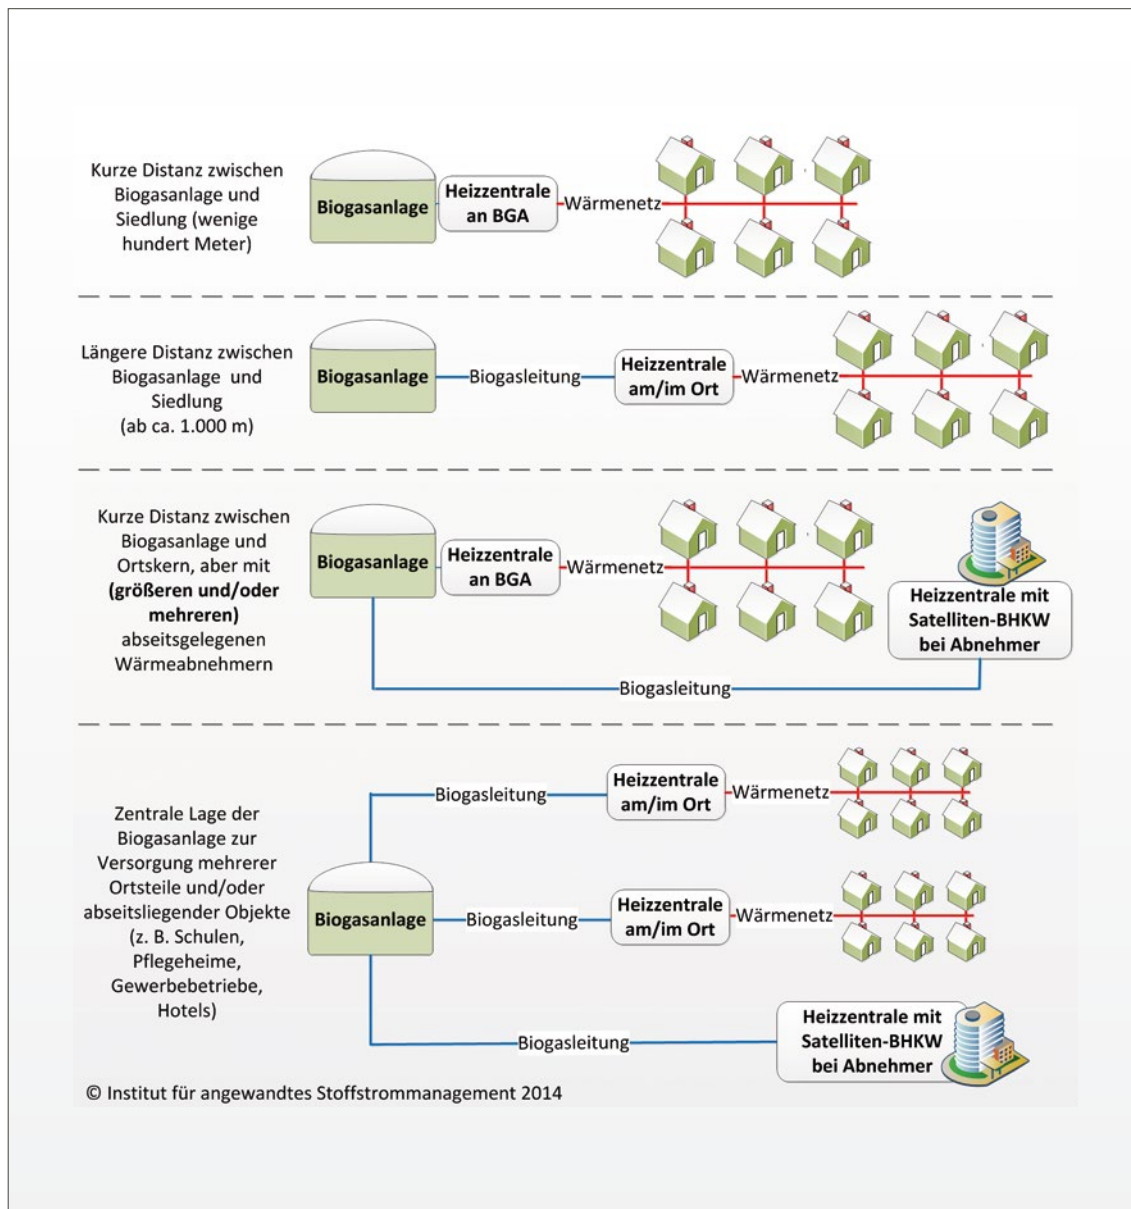 Kurze Distanz zwischen
Biogasanlage und
Siedlung (wenige
hundert Meter)
Biogasanlage
Heizzentrale
an BGA
Wärmenetz
Längere Distanz zwischen
Biogasanlage und
Siedlung
(ab ca. 1.000 m)
Biogasanlage
Biogasleitung
Heizzentrale
am/im Ort
Wärmenetz
Kurze Distanz zwischen
Biogasanlage und
Ortskern, aber mit
(größeren und/oder
mehreren)
abseitsgelegenen
Wärmeabnehmern
Biogasanlage
Heizzentrale
an BGA
Wärmenetz
Heizzentrale mit
Satelliten-BHKW
bei Abnehmer
Biogasleitung
Zentrale Lage der
Biogasanlage zur
Versorgung mehrerer
Ortsteile und/oder
abseitsliegender Objekte
(z. B. Schulen,
Pflegeheime,
Gewerbebetriebe,
Hotels)
Biogasanlage
Biogasleitung
Heizzentrale
am/im Ort
Wärmenetz
Biogasleitung
Heizzentrale
am/im Ort
Wärmenetz
Biogasleitung
Heizzentrale mit
Satelliten-BHKW
bei Abnehmer
© Institut für angewandtes Stoffstrommanagement 2014